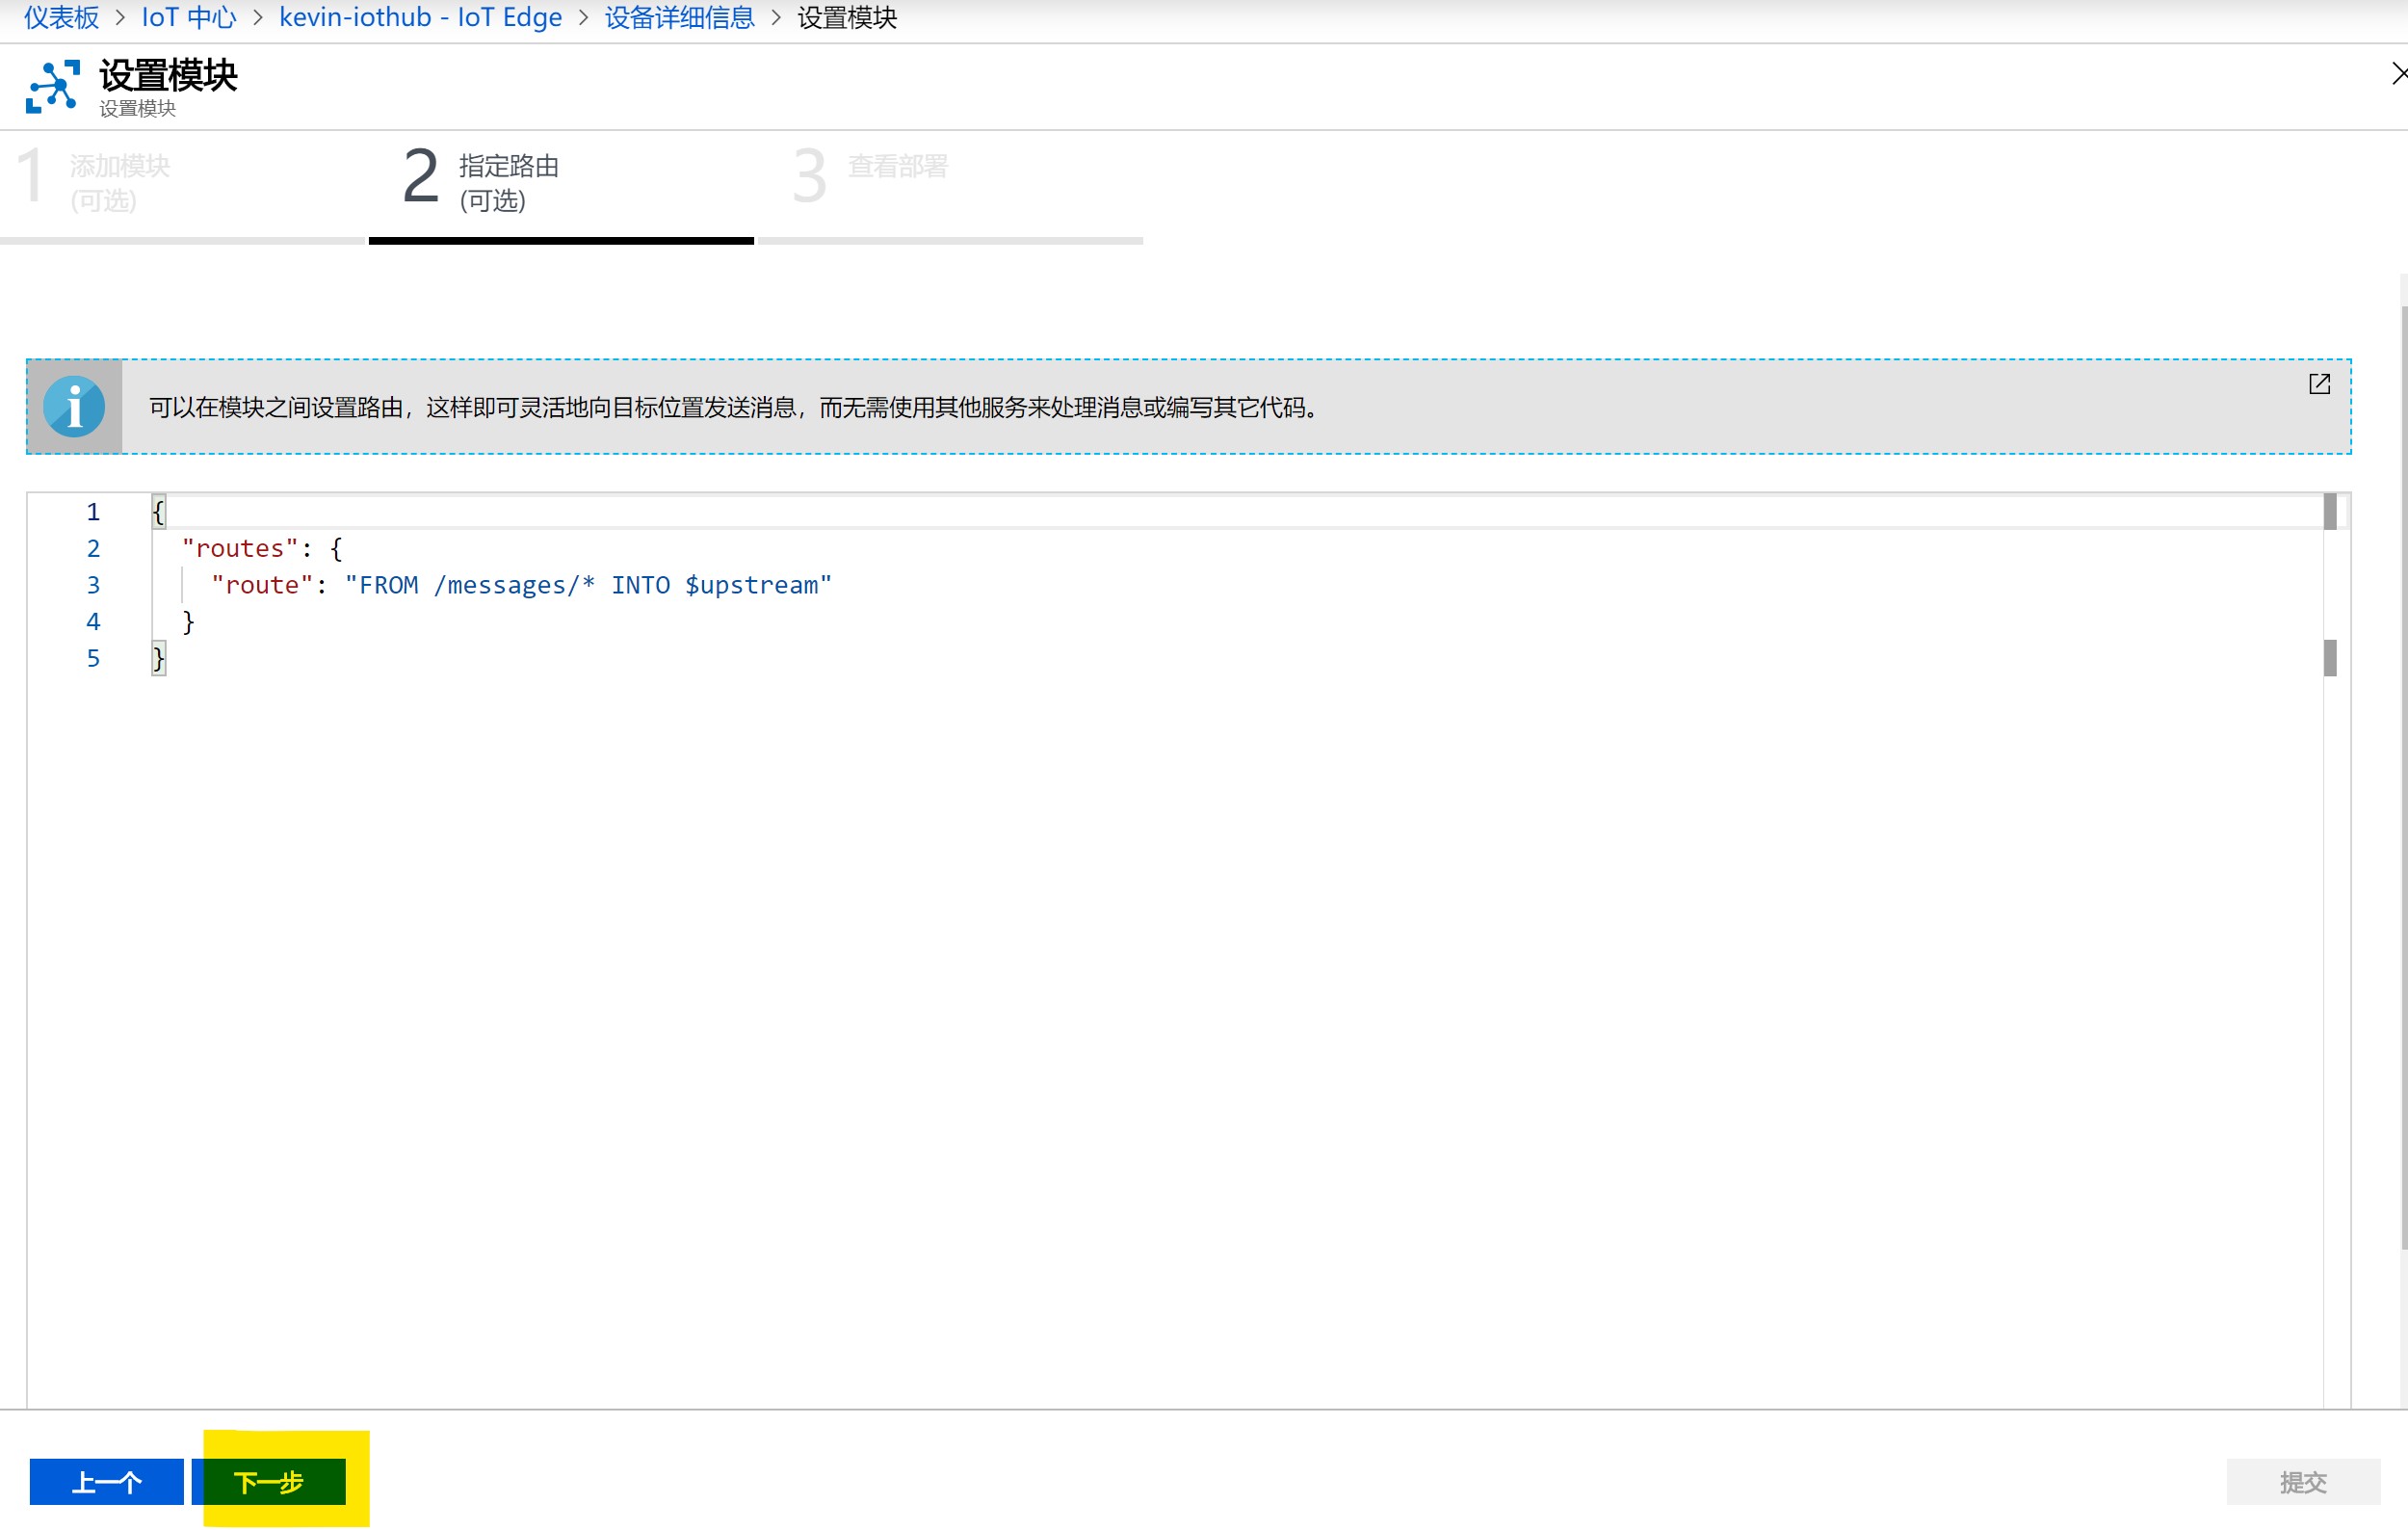 仪表板 > IoT 中心 > kevin-iothub - IoT Edge > 设备详细信息 > 设置模块
设置模块
设置模块
1 添加模块
(可选)
2 指定路由
(可选)
3 查看部署
可以在模块之间设置路由，这样即可灵活地向目标位置发送消息，而无需使用其他服务来处理消息或编写其它代码。
1 {
2 "routes": {
3 "route": "FROM /messages/* INTO $upstream"
4 }
5 }
上一个 下一步 提交